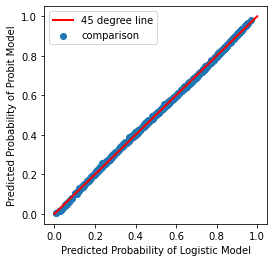 45 degree line
comparison
Predicted Probability of Probit Model
1.0
0.8
0.6
0.4
0.2
0.0
0.0 0.2 0.4 0.6 0.8 1.0
Predicted Probability of Logistic Model